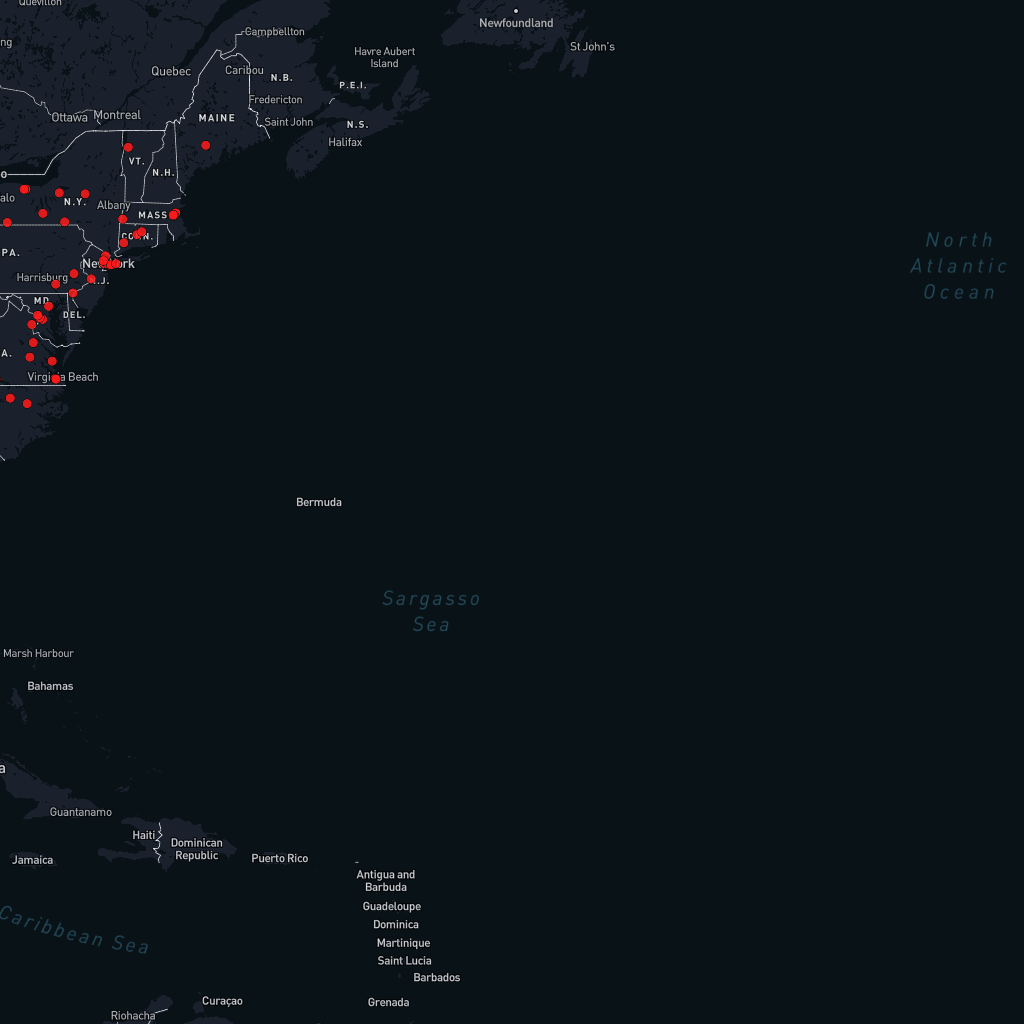 Quévillon
Newfoundland
Campbellton
ng
St John's
Havre Aubert
Island
Quebec
Caribou
N.B.
P.E.I.
Fredericton
Ottawa
Montreal
MAINE
Saint John
N.S.
Halifax
VT.
N.H.
o
alo
N.Y.
Albany
MASS
CONN.
North
Atlantic
Ocean
PA.
New York
Harrisburg
N.J.
MD.
DEL.
A.
Virginia Beach
Bermuda
Sargasso
Sea
Marsh Harbour
Bahamas
a
Guantanamo
Haiti
Dominican
Republic
Jamaica
Puerto Rico
Antigua and
Barbuda
Guadeloupe
Caribbean Sea
Dominica
Martinique
Saint Lucia
Barbados
Curaçao
Grenada
Riohacha